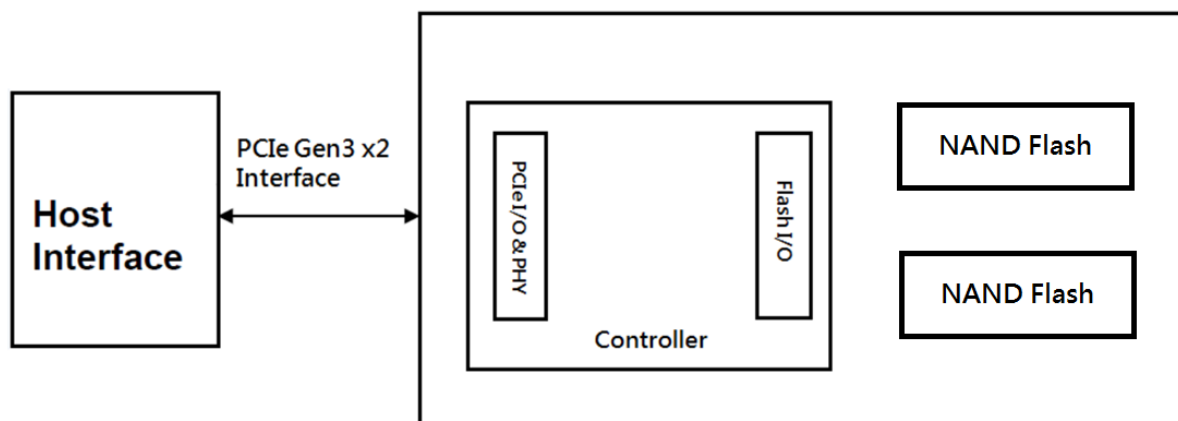 Host
Interface
PCIe Gen3 x2
Interface
PCIe I/O & PHY
Flash I/O
Controller
NAND Flash
NAND Flash